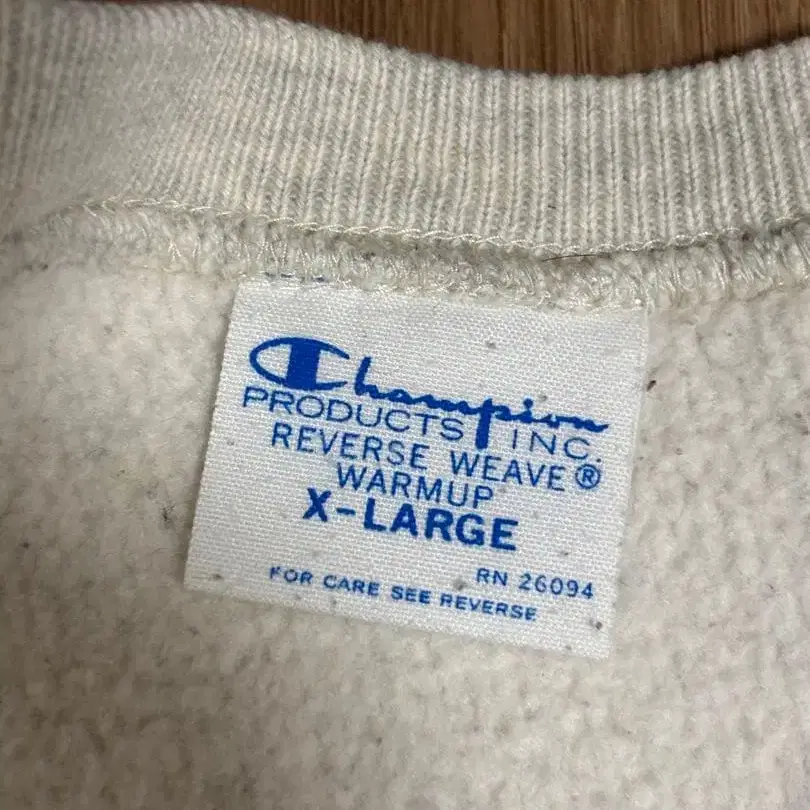 Champion
PRODUCTS INC.
REVERSE WEAVE®
WARMUP
X-LARGE
RN 26094
FOR CARE SEE REVERSE